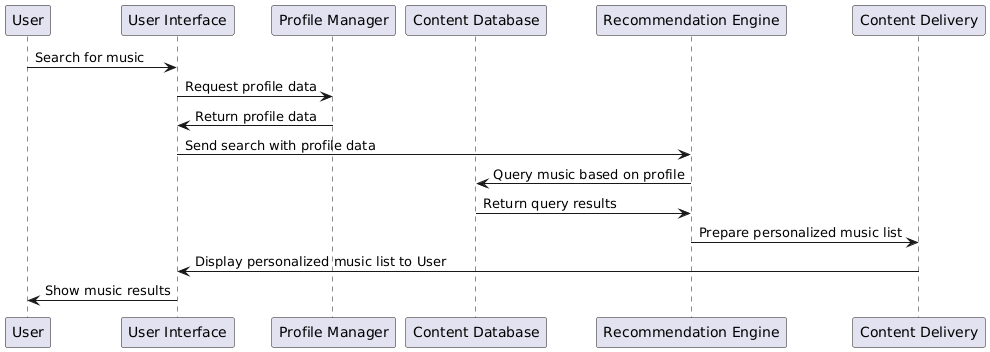 User
User Interface
Profile Manager
Content Database
Recommendation Engine
Content Delivery
Search for music
Request profile data
Return profile data
Send search with profile data
Query music based on profile
Return query results
Prepare personalized music list
Display personalized music list to User
Show music results
User
User Interface
Profile Manager
Content Database
Recommendation Engine
Content Delivery